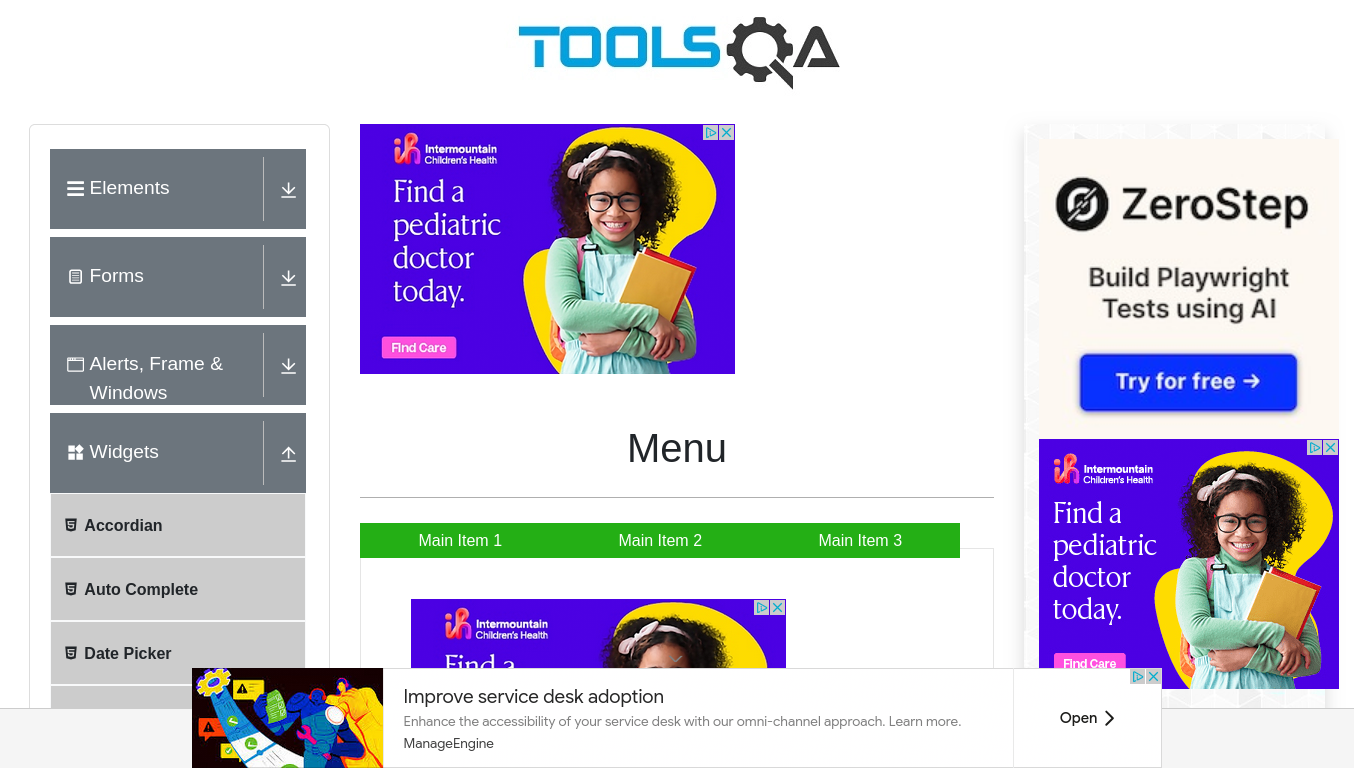 TOOLSQA
Elements
Forms
Alerts, Frame &
Windows
Widgets
Accordian
Auto Complete
Date Picker
Intermountain
Children's Health
Find a
pediatric
doctor
today.
Find Care
Menu
Main Item 1
Main Item 2
Main Item 3
Intermountain
Children's Health
Find a
ZeroStep
Build Playwright
Tests using AI
Try for free →
Intermountain
Children's Health
Find a
pediatric
doctor
today.
Find Care
Improve service desk adoption
Enhance the accessibility of your service desk with our omni-channel approach. Learn more.
ManageEngine
Open